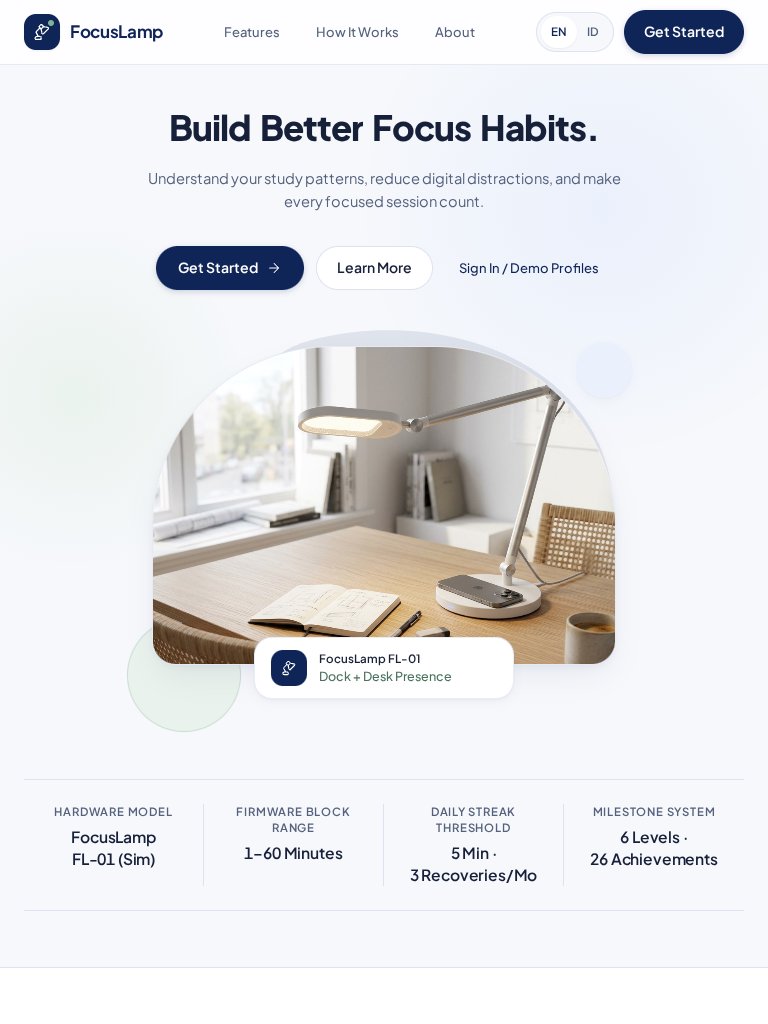 FocusLamp
Features
How It Works
About
EN
ID
Get Started
Build Better Focus Habits.
Understand your study patterns, reduce digital distractions, and make
every focused session count.
Get Started →
Learn More
Sign In / Demo Profiles
FocusLamp FL-01
Dock + Desk Presence
HARDWARE MODEL
FocusLamp
FL-01 (Sim)
FIRMWARE BLOCK
RANGE
1–60 Minutes
DAILY STREAK
THRESHOLD
5 Min ·
3 Recoveries/Mo
MILESTONE SYSTEM
6 Levels ·
26 Achievements